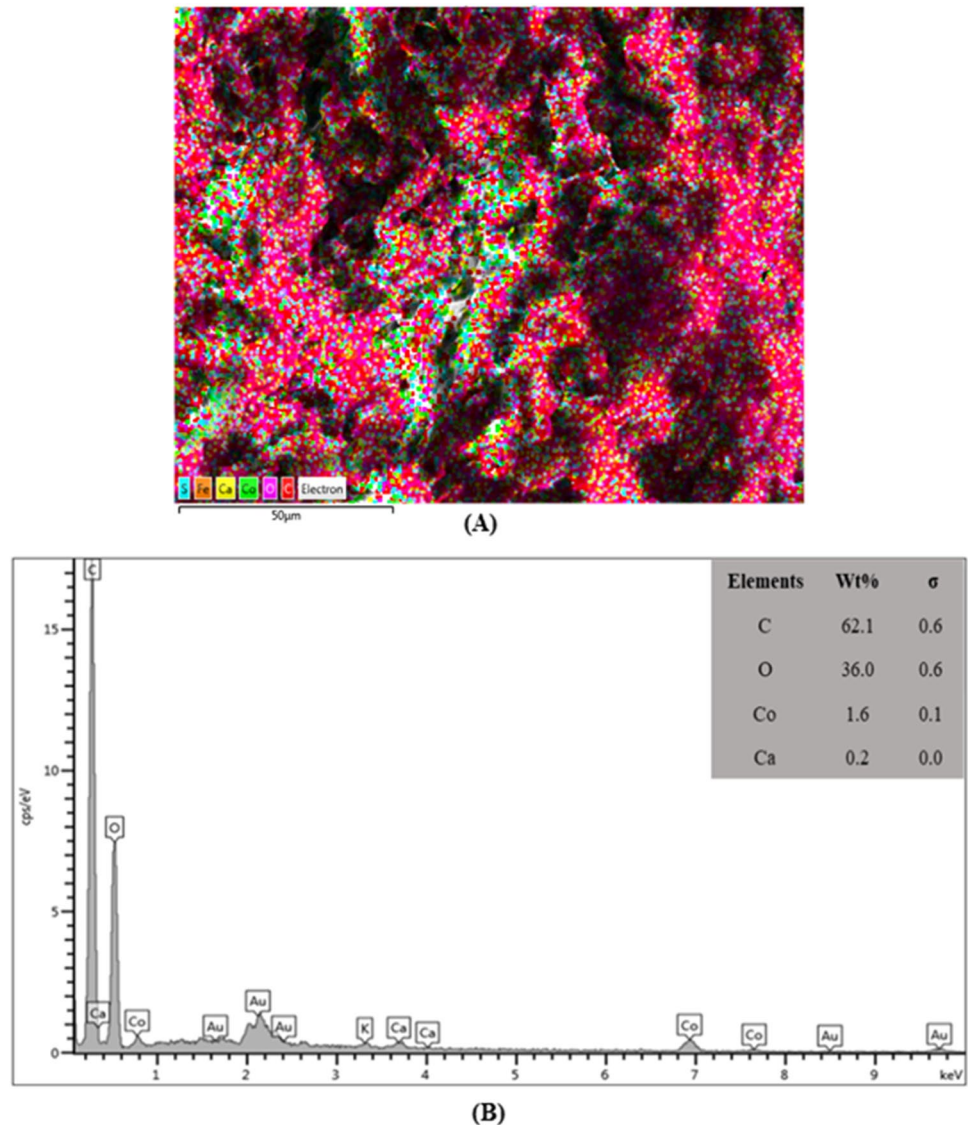 S Fe Ca Co O C Electron
50µm
(A)
Elements Wt% σ
C 62.1 0.6
O 36.0 0.6
Co 1.6 0.1
Ca 0.2 0.0
cps/eV
15
10
5
0
C
O
Ca Co Au Au Au K Ca Ca Co Co Au Au
1 2 3 4 5 6 7 8 9 keV
(B)